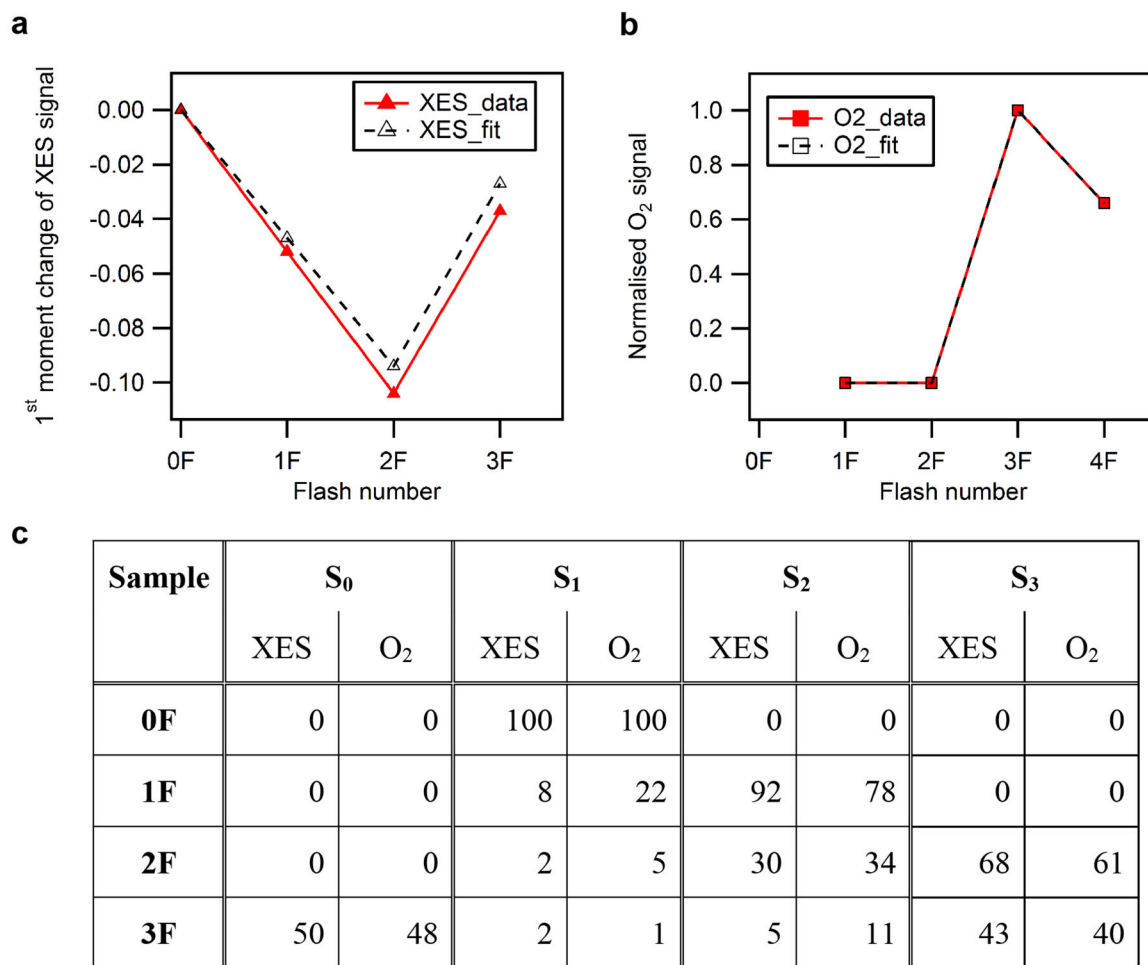 a
b
1st moment change of XES signal
0.00
-0.02
-0.04
-0.06
-0.08
-0.10
XES_data
XES_fit
0F 1F 2F 3F
Flash number
Normalised O2 signal
1.0
0.8
0.6
0.4
0.2
0.0
O2_data
O2_fit
0F 1F 2F 3F 4F
Flash number
c
Sample S0 S1 S2 S3
XES O2 XES O2 XES O2 XES O2
0F 0 0 100 100 0 0 0 0
1F 0 0 8 22 92 78 0 0
2F 0 0 2 5 30 34 68 61
3F 50 48 2 1 5 11 43 40